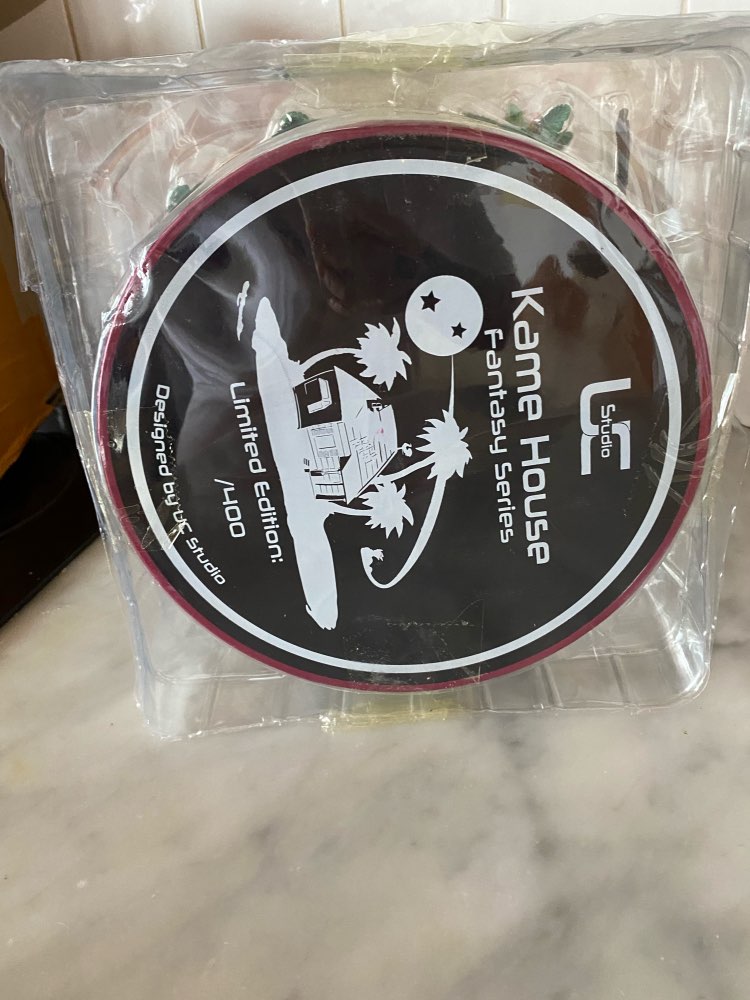 UC
Studio
Kame House
Fantasy Series
Limited Edition:
/400
Designed by UC Studio